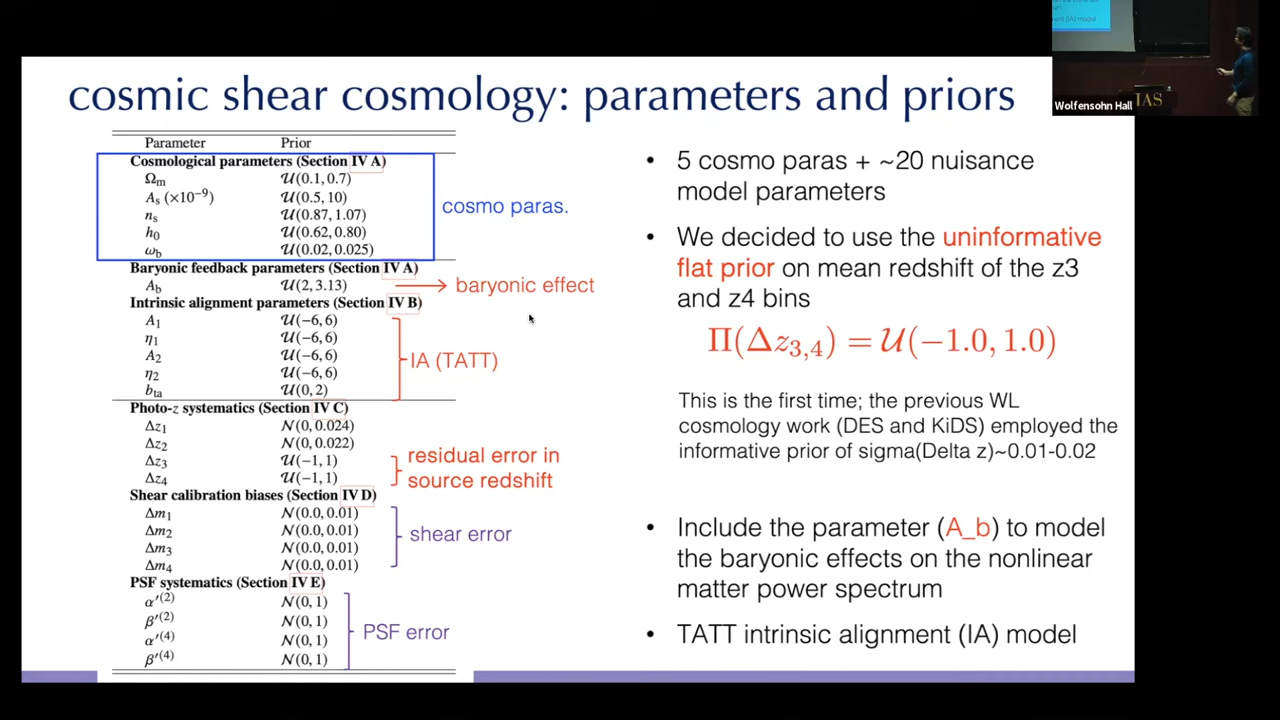 cosmic shear cosmology: parameters and priors
Parameter Prior
Cosmological parameters (Section IV A)
Ωm 𝒰(0.1, 0.7)
As (×10⁻⁹) 𝒰(0.5, 10)
ns 𝒰(0.87, 1.07)
h0 𝒰(0.62, 0.80)
ωb 𝒰(0.02, 0.025)
cosmo paras.
Baryonic feedback parameters (Section IV A)
Ab 𝒰(2, 3.13)
baryonic effect
Intrinsic alignment parameters (Section IV B)
A1 𝒰(−6, 6)
η1 𝒰(−6, 6)
A2 𝒰(−6, 6)
η2 𝒰(−6, 6)
bta 𝒰(0, 2)
IA (TATT)
Photo-z systematics (Section IV C)
Δz1 𝒩(0, 0.024)
Δz2 𝒩(0, 0.022)
Δz3 𝒰(−1, 1)
Δz4 𝒰(−1, 1)
residual error in
source redshift
Shear calibration biases (Section IV D)
Δm1 𝒩(0.0, 0.01)
Δm2 𝒩(0.0, 0.01)
Δm3 𝒩(0.0, 0.01)
Δm4 𝒩(0.0, 0.01)
shear error
PSF systematics (Section IV E)
α′⁽²⁾ 𝒩(0, 1)
β′⁽²⁾ 𝒩(0, 1)
α′⁽⁴⁾ 𝒩(0, 1)
β′⁽⁴⁾ 𝒩(0, 1)
PSF error
• 5 cosmo paras + ~20 nuisance
model parameters
• We decided to use the uninformative
flat prior on mean redshift of the z3
and z4 bins
Π(Δz3,4) = 𝒰(−1.0, 1.0)
This is the first time; the previous WL
cosmology work (DES and KiDS) employed the
informative prior of sigma(Delta z)~0.01-0.02
• Include the parameter (A_b) to model
the baryonic effects on the nonlinear
matter power spectrum
• TATT intrinsic alignment (IA) model
(IA) model
Wolfensohn Hall
IAS